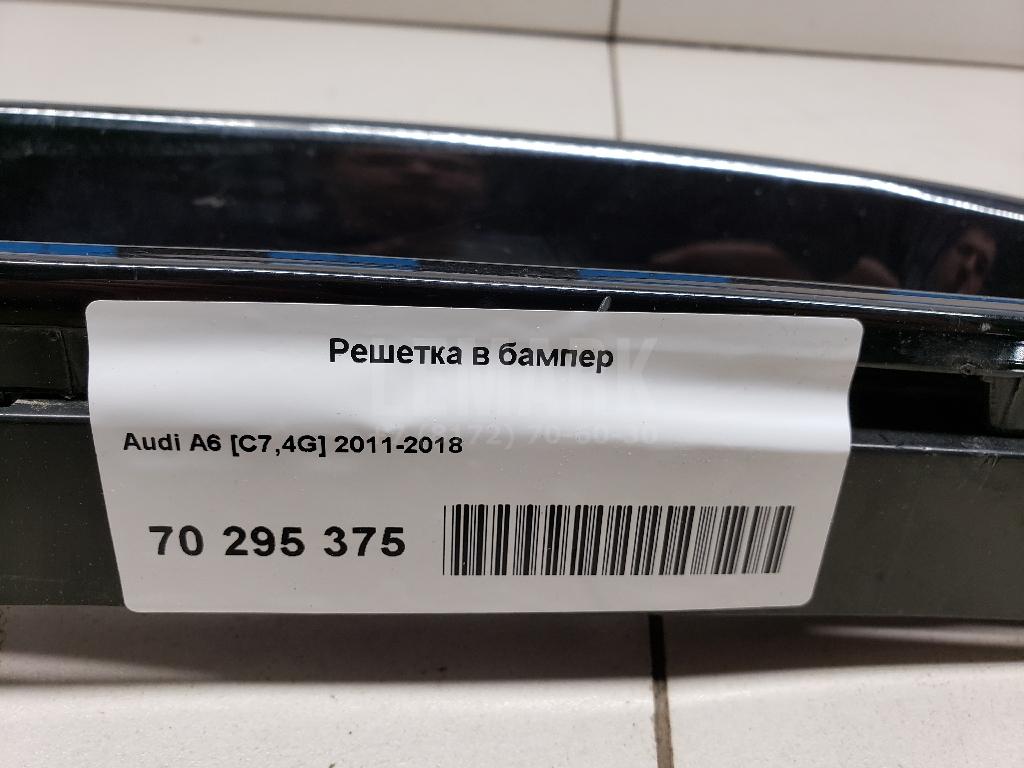 Решетка в бампер
Audi A6 [C7,4G] 2011-2018
70 295 375